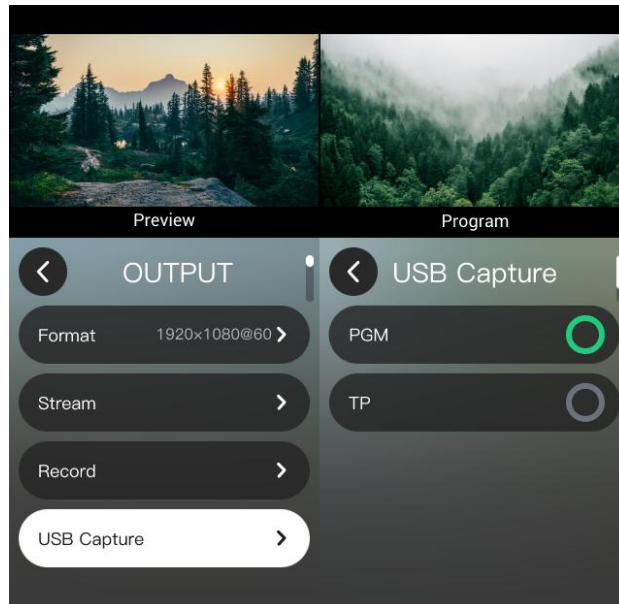 Preview
Program
OUTPUT
Format 1920×1080@60
Stream
Record
USB Capture
USB Capture
PGM
TP